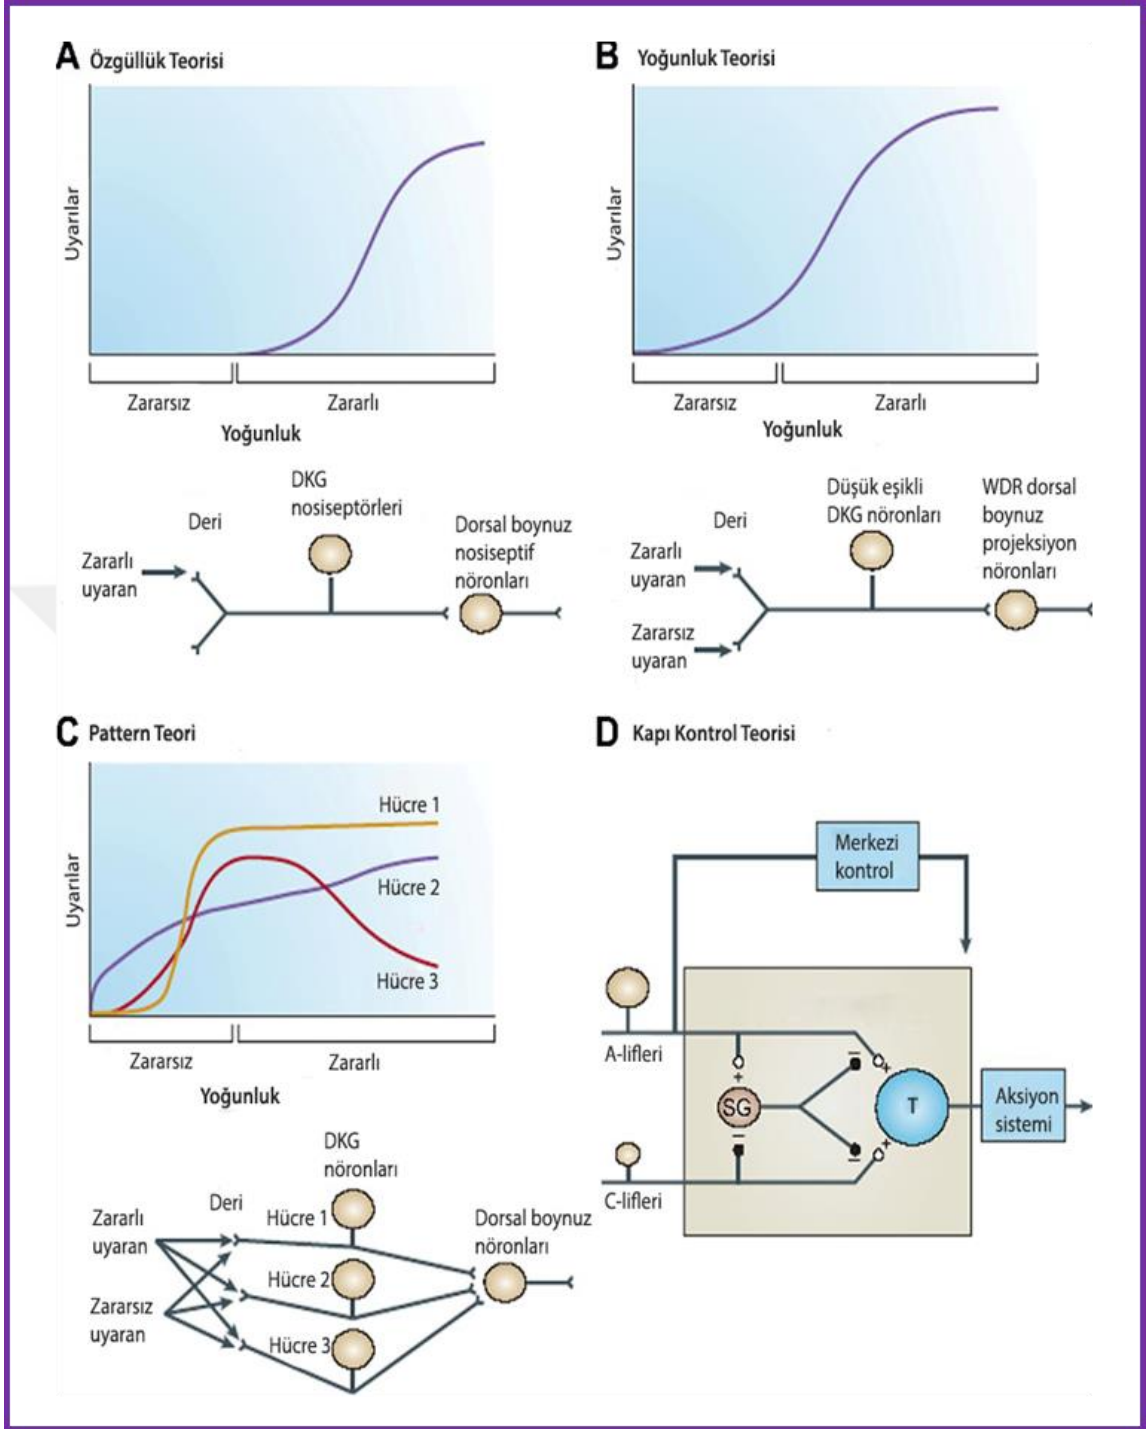 A Özgüllük Teorisi
Uyarılar
Zararsız
Zararlı
Yoğunluk
Deri
DKG
nosiseptörleri
Dorsal boynuz
nosiseptif
nöronları
Zararlı
uyaran
B Yoğunluk Teorisi
Uyarılar
Zararsız
Zararlı
Yoğunluk
Deri
Düşük eşikli
DKG nöronları
WDR dorsal
boynuz
projeksiyon
nöronları
Zararlı
uyaran
Zararsız
uyaran
C Pattern Teori
Uyarılar
Hücre 1
Hücre 2
Hücre 3
Zararsız
Zararlı
Yoğunluk
DKG
nöronları
Deri
Zararlı
uyaran
Zararsız
uyaran
Hücre 1
Hücre 2
Hücre 3
Dorsal boynuz
nöronları
D Kapı Kontrol Teorisi
Merkezi
kontrol
A-lifleri
C-lifleri
+
−
−
−
+
+
SG
T
Aksiyon
sistemi